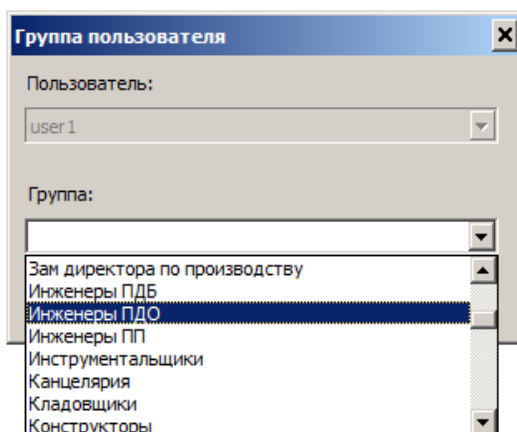 Группа пользователя
Пользователь:
user1
Группа:
Зам директора по производству
Инженеры ПДБ
Инженеры ПДО
Инженеры ПП
Инструментальщики
Канцелярия
Кладовщики
Конструкторы